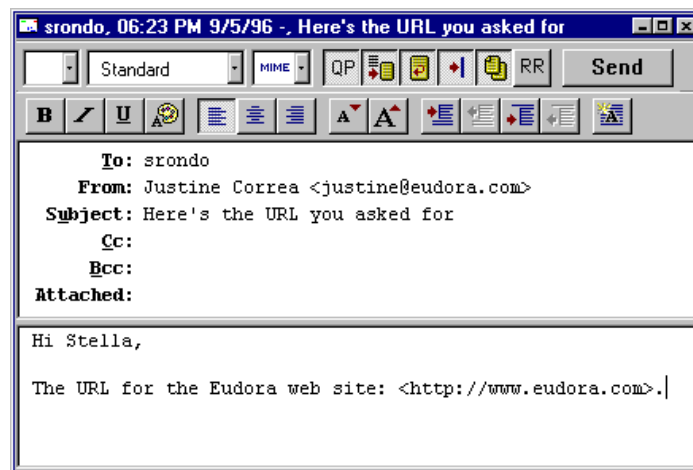 srondo, 06:23 PM 9/5/96 -, Here's the URL you asked for
Standard MIME QP RR Send
B I U A A A A
To: srondo
From: Justine Correa <justine@eudora.com>
Subject: Here's the URL you asked for
Cc:
Bcc:
Attached:
Hi Stella,
The URL for the Eudora web site: <http://www.eudora.com>.